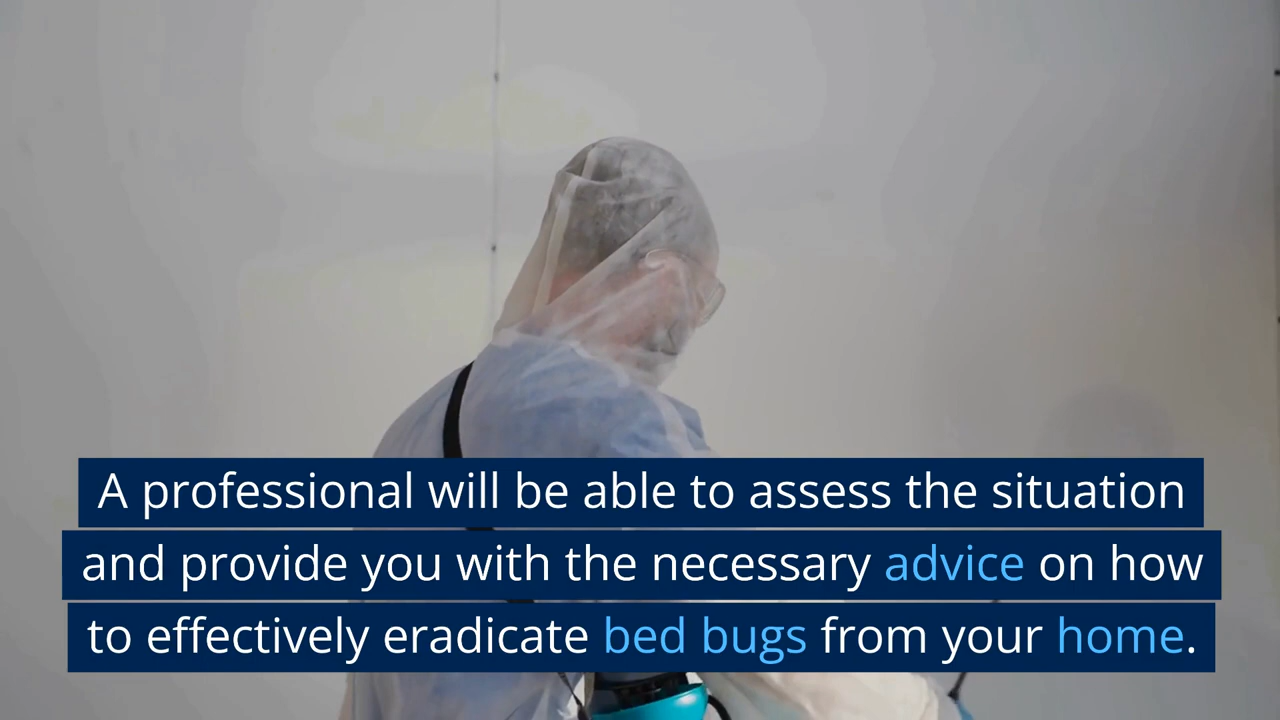 A professional will be able to assess the situation
and provide you with the necessary advice on how
to effectively eradicate bed bugs from your home.